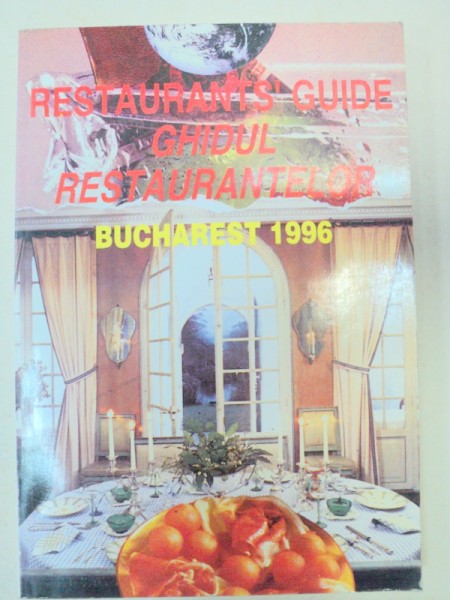 RESTAURANTS' GUIDE
GHIDUL
RESTAURANTELOR
BUCHAREST 1996